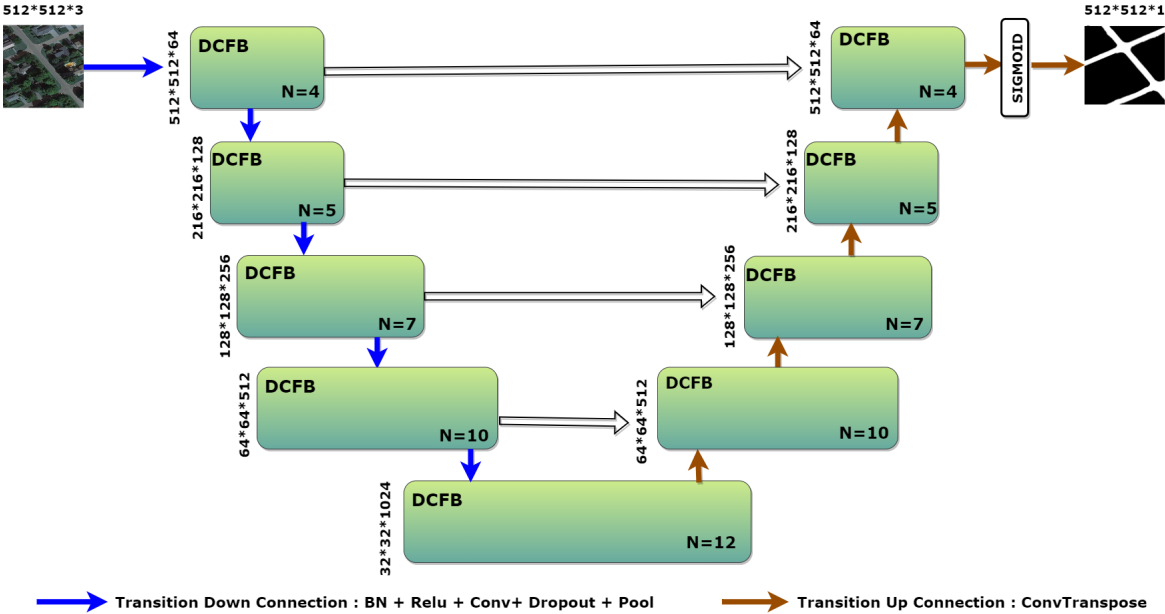 512*512*3
512*512*1
512*512*64
DCFB
N=4
512*512*64
DCFB
N=4
SIGMOID
216*216*128
DCFB
N=5
216*216*128
DCFB
N=5
128*128*256
DCFB
N=7
128*128*256
DCFB
N=7
64*64*512
DCFB
N=10
64*64*512
DCFB
N=10
32*32*1024
DCFB
N=12
Transition Down Connection : BN + Relu + Conv+ Dropout + Pool
Transition Up Connection : ConvTranspose